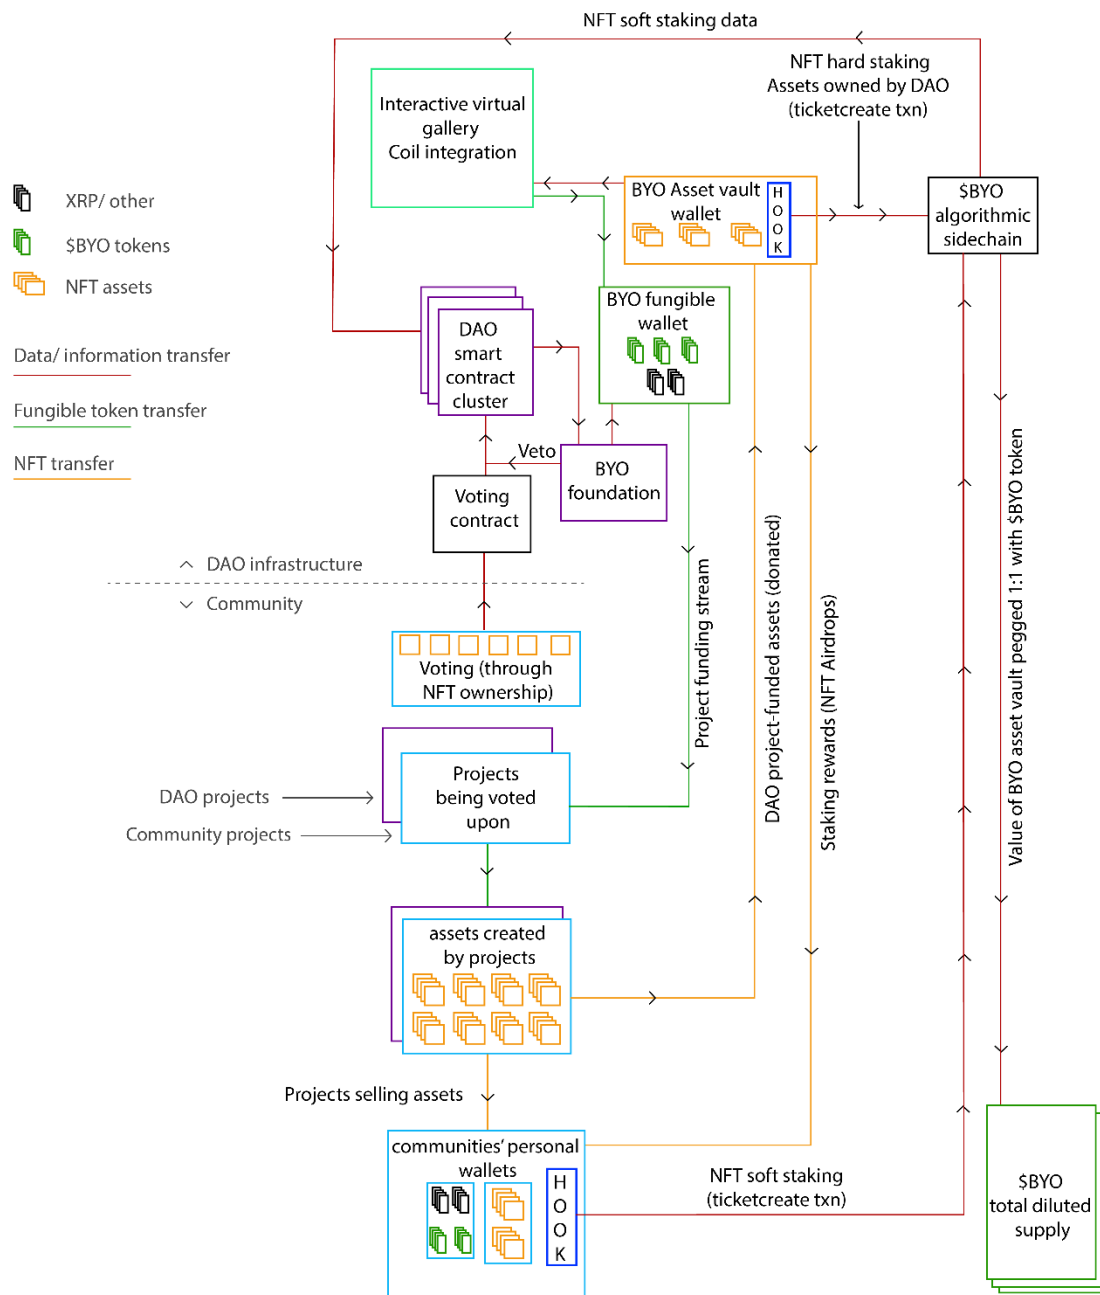 NFT soft staking data
NFT hard staking
Assets owned by DAO
(ticketcreate txn)
Interactive virtual
gallery
Coil integration
BYO Asset vault
wallet
H
O
O
K
$BYO
algorithmic
sidechain
XRP/ other
$BYO tokens
NFT assets
Data/ information transfer
Fungible token transfer
NFT transfer
BYO fungible
wallet
DAO
smart
contract
cluster
Veto
BYO
foundation
Voting
contract
DAO infrastructure
Community
Voting (through
NFT ownership)
Project funding stream
DAO project-funded assets (donated)
Staking rewards (NFT Airdrops)
Value of BYO asset vault pegged 1:1 with $BYO token
Projects
being voted
upon
DAO projects
Community projects
assets created
by projects
Projects selling assets
communities' personal
wallets
H
O
O
K
NFT soft staking
(ticketcreate txn)
$BYO
total diluted
supply